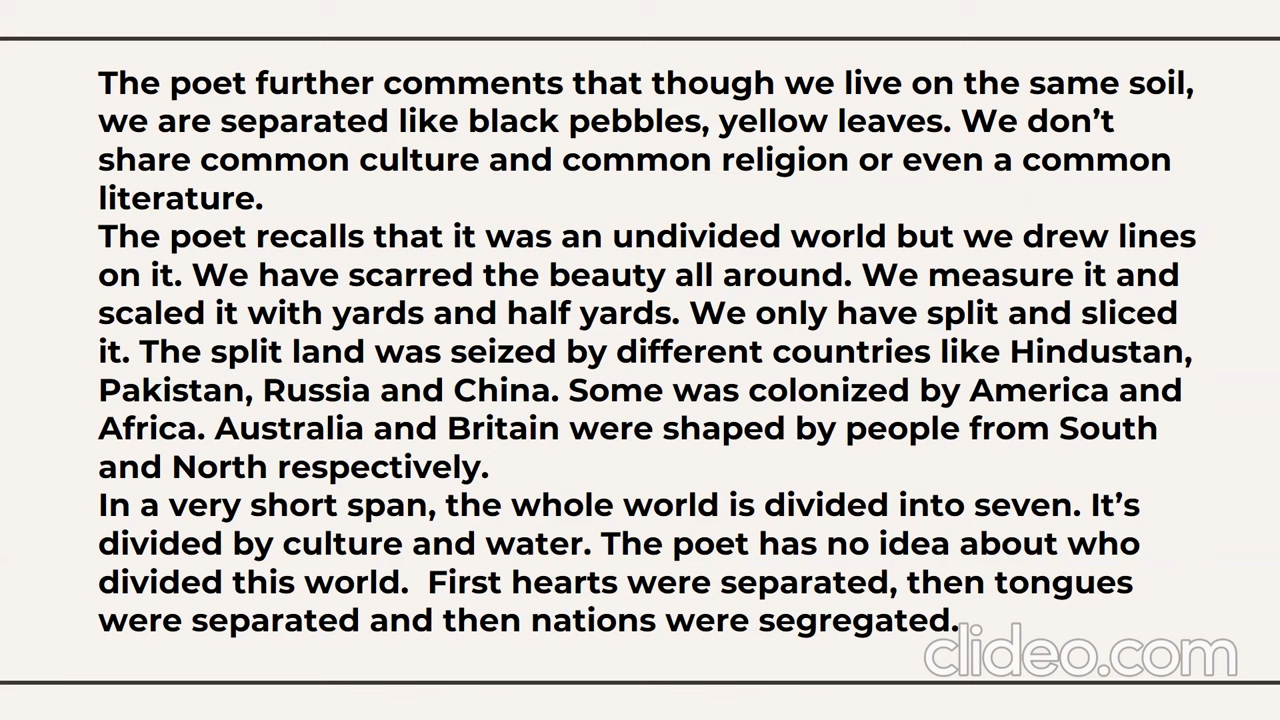 The poet further comments that though we live on the same soil,
we are separated like black pebbles, yellow leaves. We don’t
share common culture and common religion or even a common
literature.
The poet recalls that it was an undivided world but we drew lines
on it. We have scarred the beauty all around. We measure it and
scaled it with yards and half yards. We only have split and sliced
it. The split land was seized by different countries like Hindustan,
Pakistan, Russia and China. Some was colonized by America and
Africa. Australia and Britain were shaped by people from South
and North respectively.
In a very short span, the whole world is divided into seven. It’s
divided by culture and water. The poet has no idea about who
divided this world.  First hearts were separated, then tongues
were separated and then nations were segregated.
clideo.com